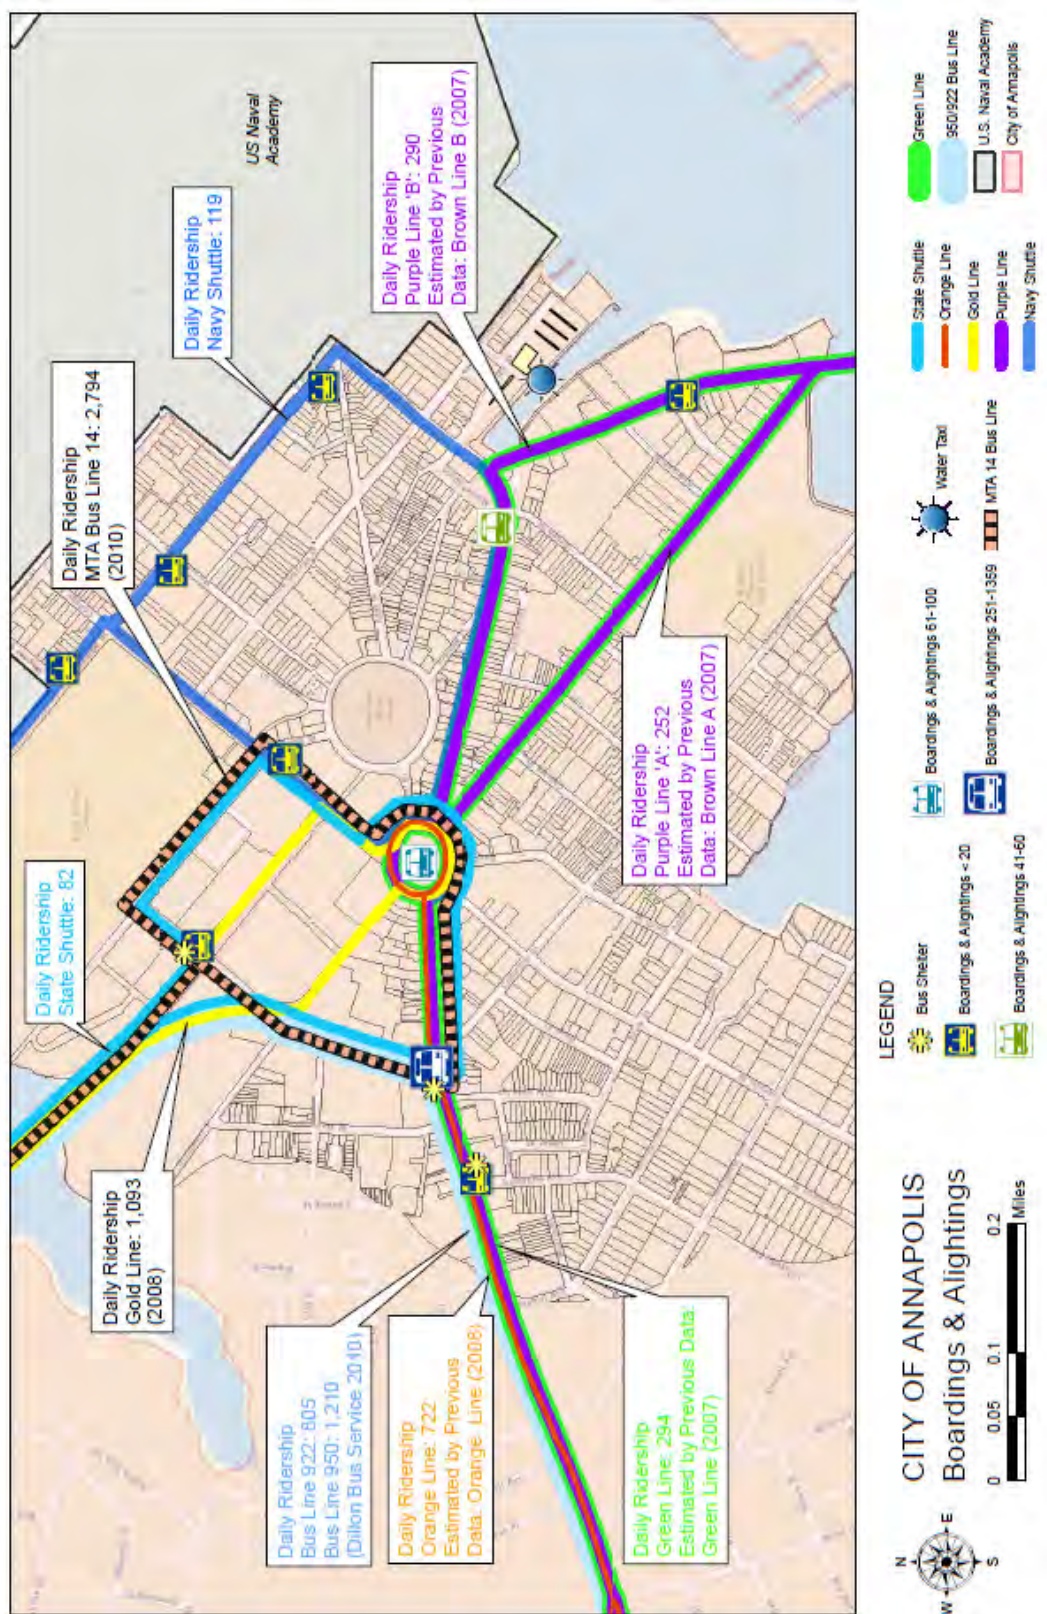 US Naval
Academy
Daily Ridership
Navy Shuttle: 119
Daily Ridership
Purple Line 'B': 290
Estimated by Previous
Data: Brown Line B (2007)
Daily Ridership
MTA Bus Line 14: 2,794
(2010)
Daily Ridership
State Shuttle: 82
Daily Ridership
Gold Line: 1,093
(2008)
Daily Ridership
Purple Line 'A': 252
Estimated by Previous
Data: Brown Line A (2007)
Daily Ridership
Bus Line 922: 605
Bus Line 950: 1,210
(Dillon Bus Service 2010)
Daily Ridership
Orange Line: 722
Estimated by Previous
Data: Orange Line (2008)
Daily Ridership
Green Line: 294
Estimated by Previous Data:
Green Line (2007)
N
W
E
S
CITY OF ANNAPOLIS
Boardings & Alightings
0
0.05
0.1
0.2
Miles
LEGEND
Bus Shelter
Boardings & Alightings < 20
Boardings & Alightings 41-60
Boardings & Alightings 61-100
Boardings & Alightings 251-1359
Water Taxi
MTA 14 Bus Line
State Shuttle
Orange Line
Gold Line
Purple Line
Navy Shuttle
Green Line
950/922 Bus Line
U.S. Naval Academy
City of Annapolis